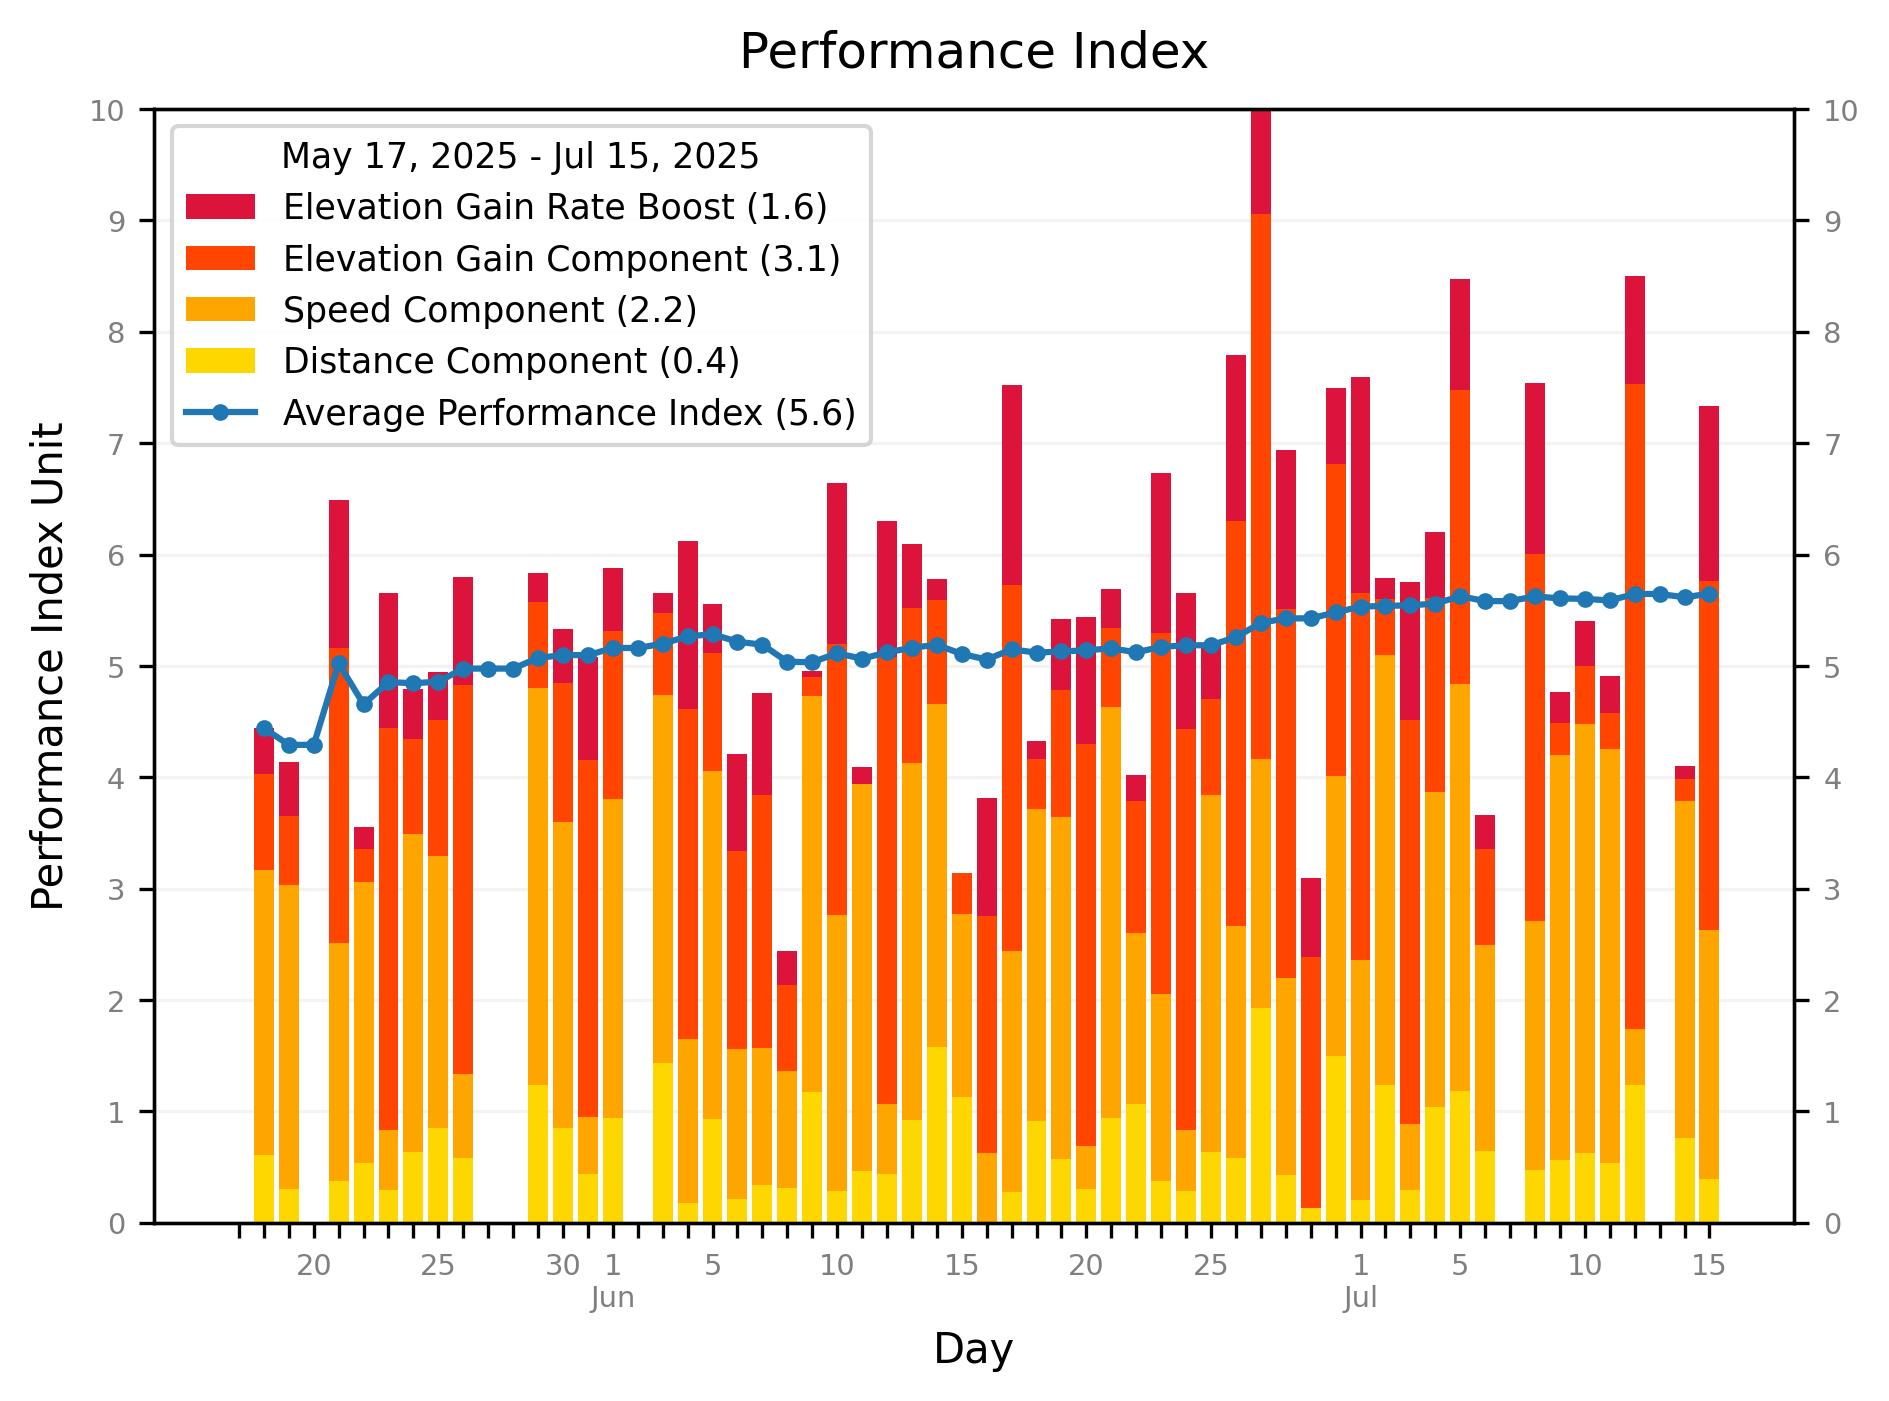 Performance Index
May 17, 2025 - Jul 15, 2025
Elevation Gain Rate Boost (1.6)
Elevation Gain Component (3.1)
Speed Component (2.2)
Distance Component (0.4)
Average Performance Index (5.6)
Performance Index Unit
10
9
8
7
6
5
4
3
2
1
0
10
9
8
7
6
5
4
3
2
1
0
20 25 30 1 5 10 15 20 25 1 5 10 15
Jun Jul
Day